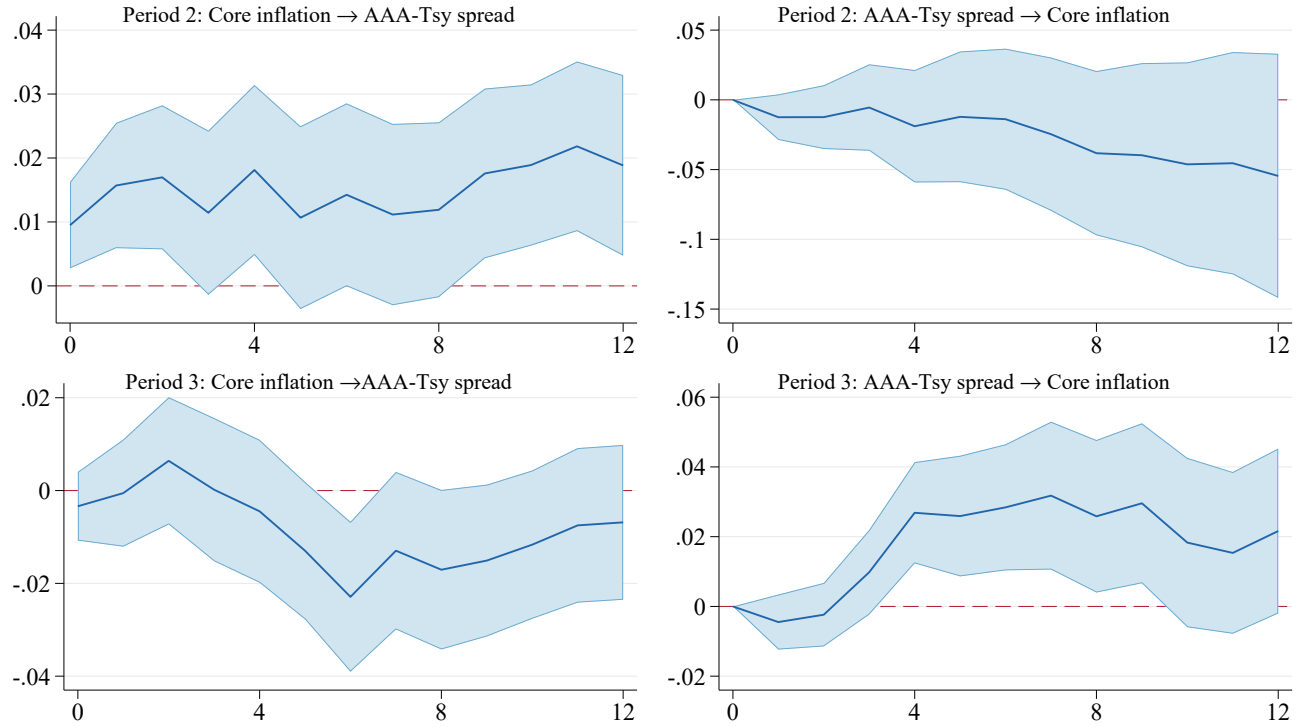 Period 2: Core inflation → AAA-Tsy spread
.04
.03
.02
.01
0
0 4 8 12
Period 2: AAA-Tsy spread → Core inflation
.05
0
-.05
-.1
-.15
0 4 8 12
Period 3: Core inflation →AAA-Tsy spread
.02
0
-.02
-.04
0 4 8 12
Period 3: AAA-Tsy spread → Core inflation
.06
.04
.02
0
-.02
0 4 8 12